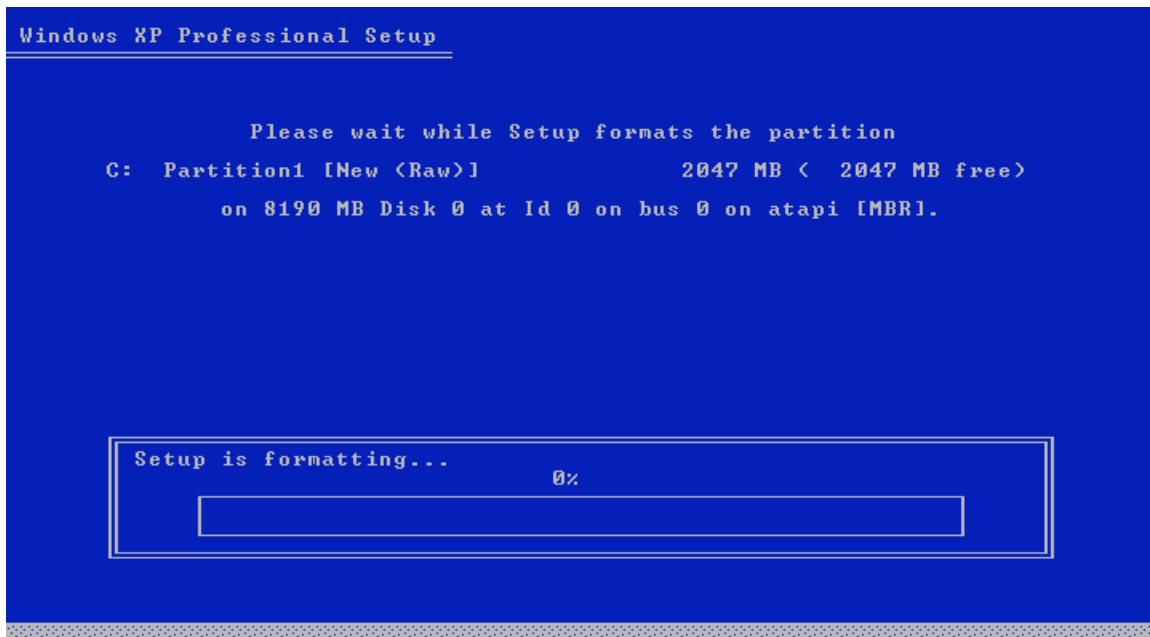 Windows XP Professional Setup
Please wait while Setup formats the partition
C: Partition1 [New (Raw)] 2047 MB ( 2047 MB free)
on 8190 MB Disk 0 at Id 0 on bus 0 on atapi [MBR].
Setup is formatting...
0%